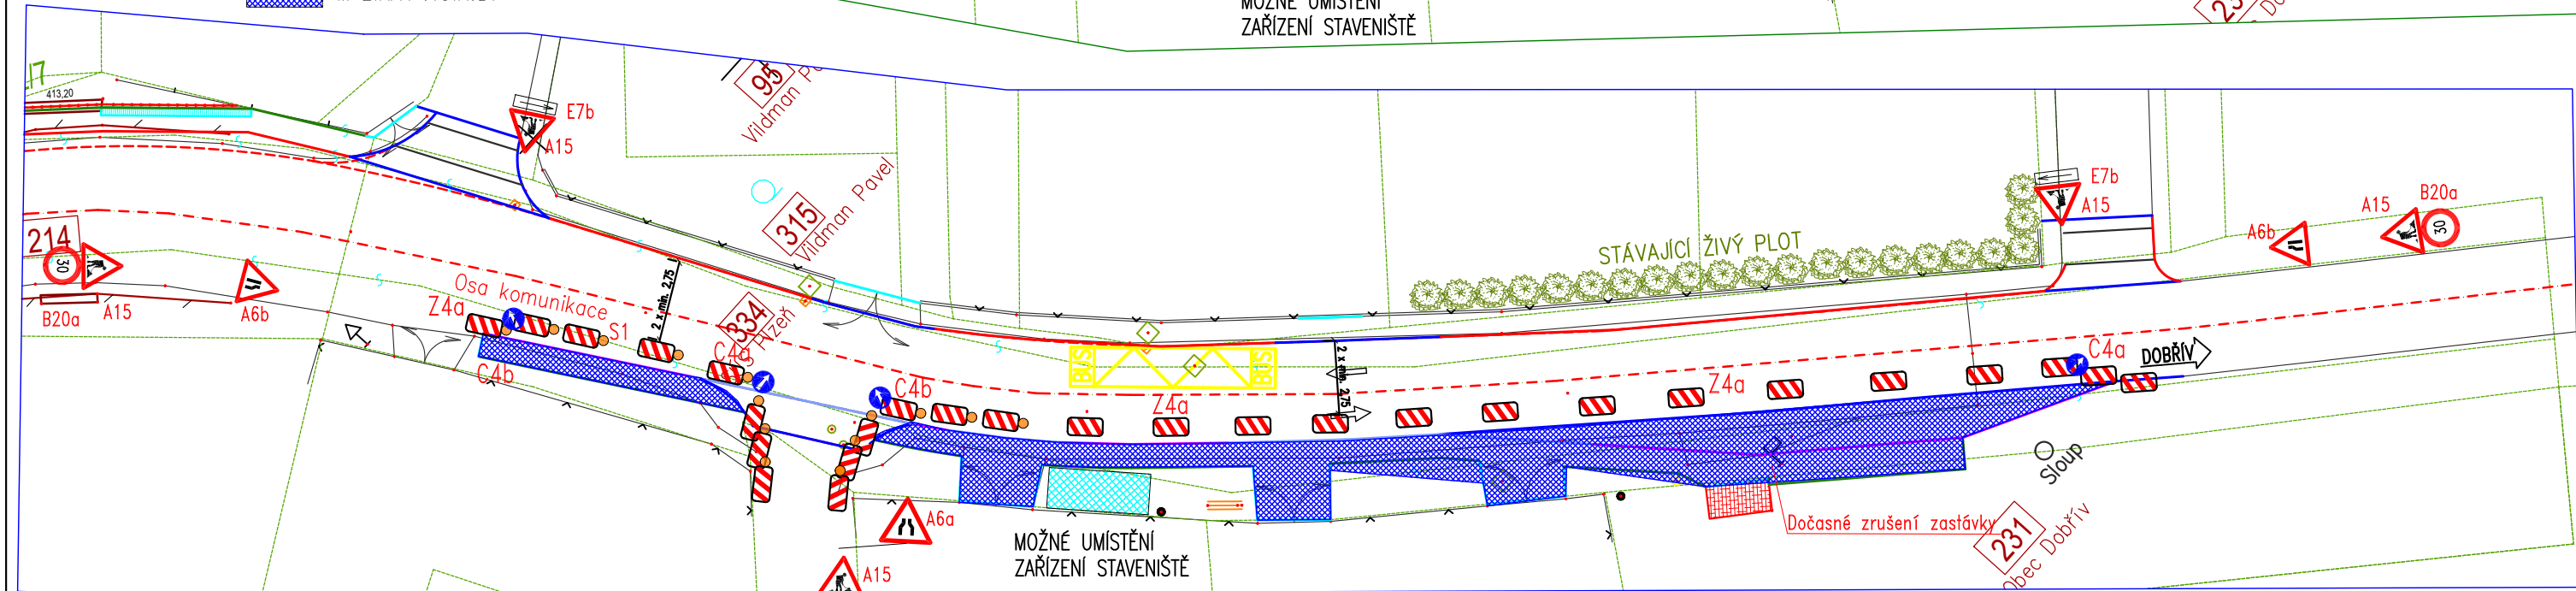 MOŽNÉ UMÍSTĚNÍ
ZAŘÍZENÍ STAVENIŠTĚ
413,20
E7b
A15
95
Vildman
315
Vildman Pavel
214
30
B20a
A15
A6b
Osa komunikace
Z4a
S1
C4b
2 x min. 2,75
334
Plzeň
C4a
C4b
BUS
BUS
Z4a
2 x min. 2,75
STÁVAJÍCÍ ŽIVÝ PLOT
E7b
A15
A6b
A15
B20a
30
Z4a
C4a
DOBŘÍV
Sloup
Dočasné zrušení zastávky
231
Obec Dobřív
A6a
A15
MOŽNÉ UMÍSTĚNÍ
ZAŘÍZENÍ STAVENIŠTĚ